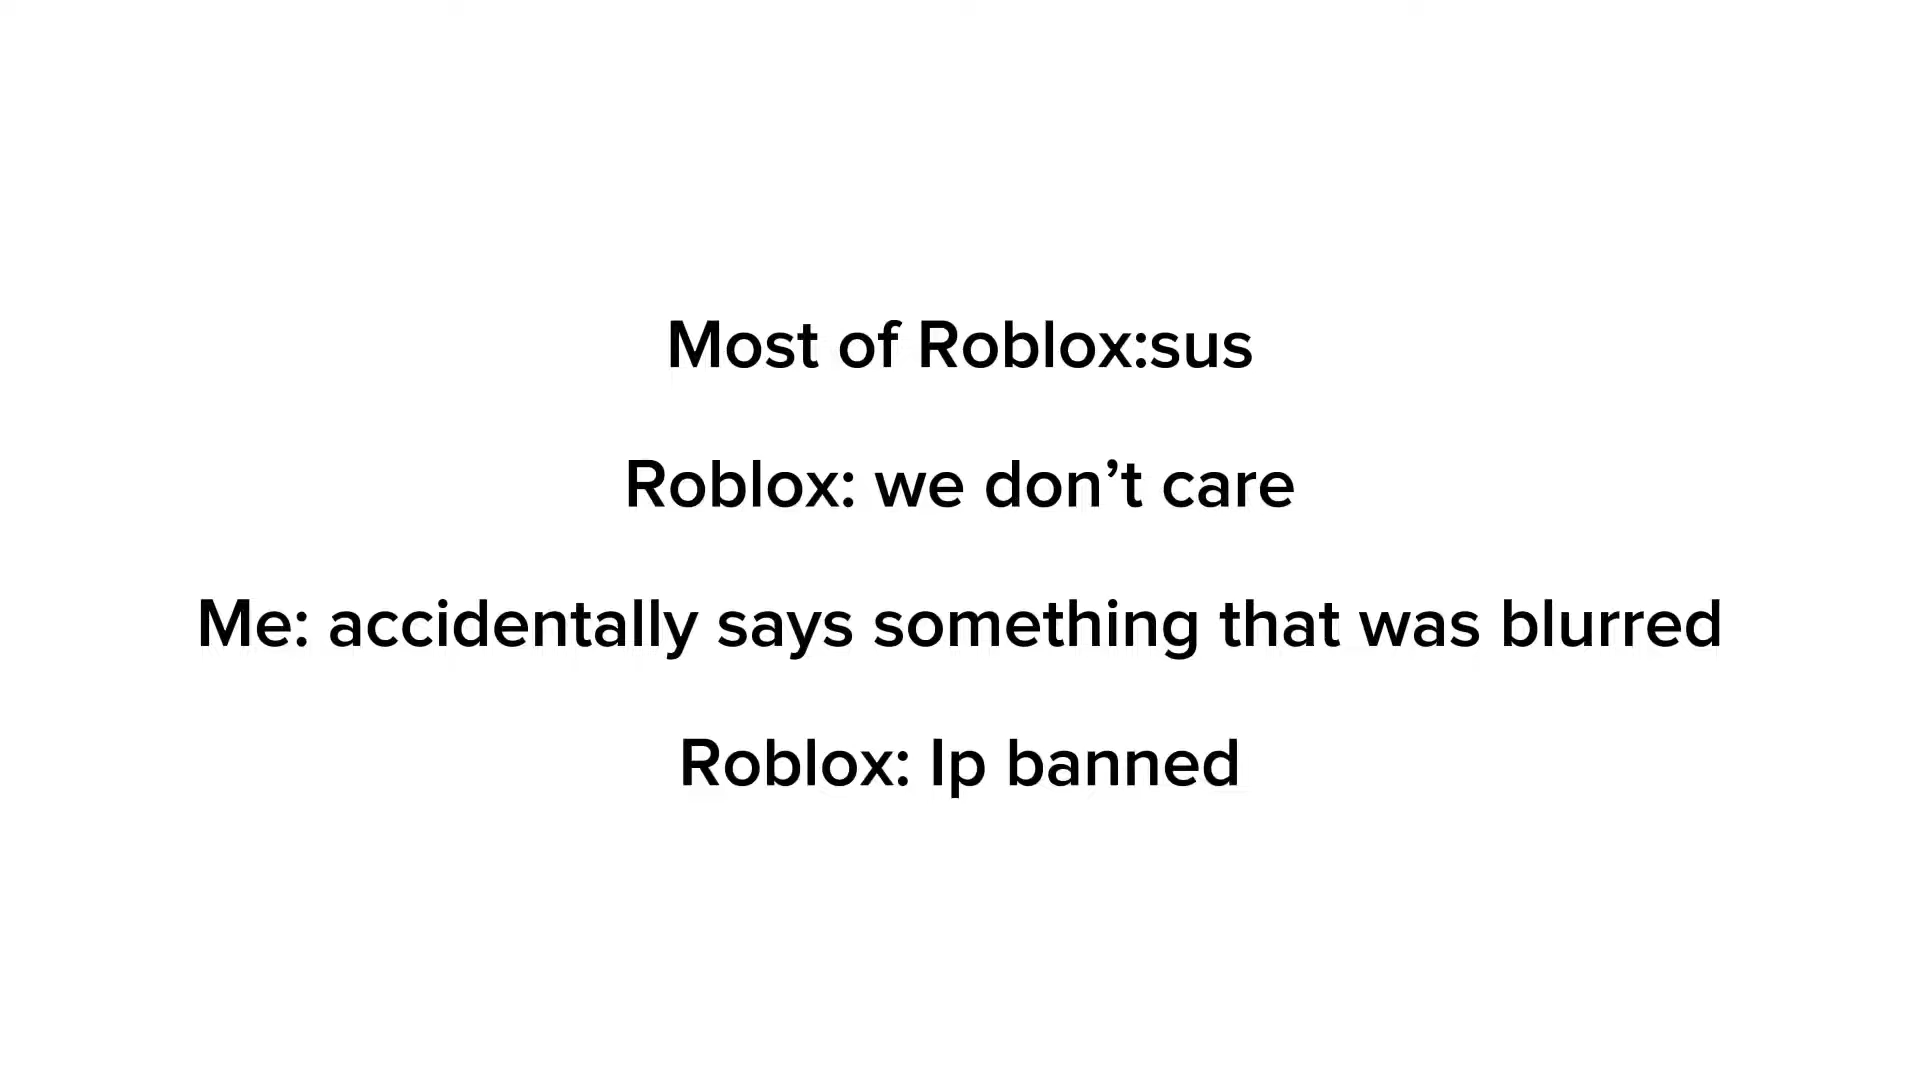 Most of Roblox:sus
Roblox: we don’t care
Me: accidentally says something that was blurred
Roblox: Ip banned